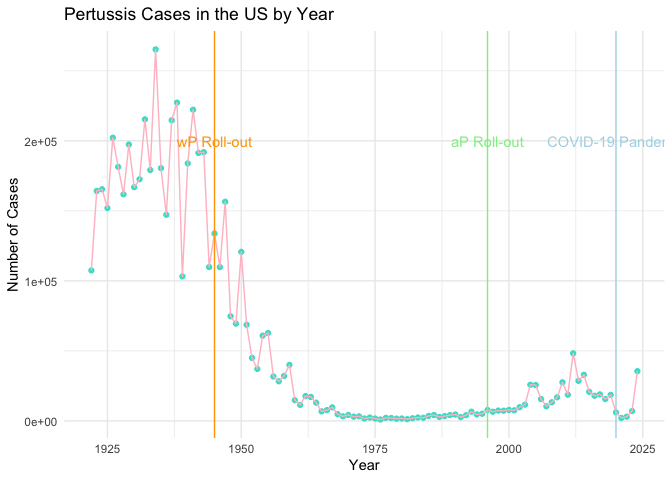 Pertussis Cases in the US by Year
Number of Cases
2e+05
1e+05
0e+00
wP Roll-out
aP Roll-out
COVID-19 Pandem
1925
1950
1975
2000
2025
Year